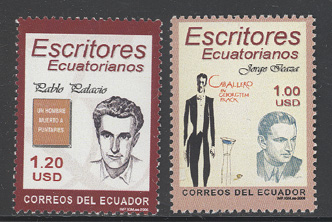 Escritores
Ecuatorianos
Pablo Palacio
UN HOMBRE
MUERTO A
PUNTAPIES
1.20
USD
CORREOS DEL ECUADOR
Escritores
Ecuatorianos
Jorge Icaza
1.00
USD
CORREOS DEL ECUADOR